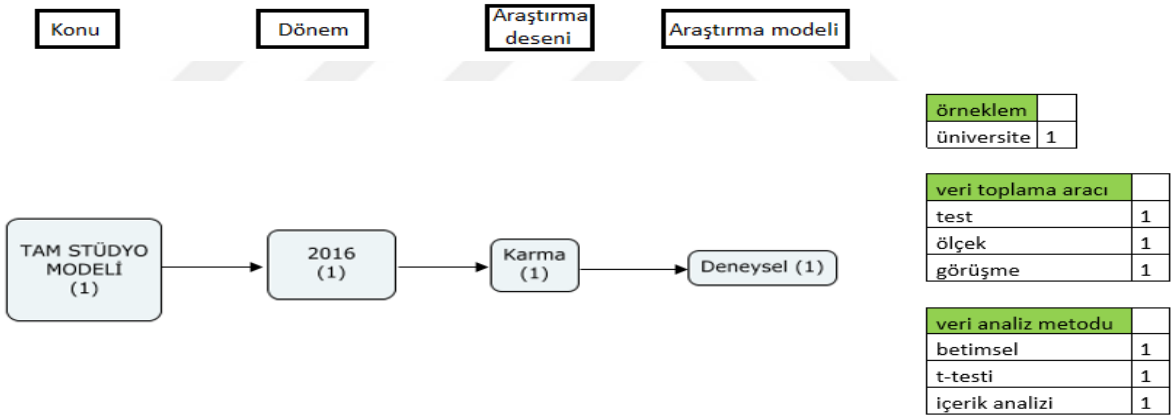 Konu
Dönem
Araştırma
deseni
Araştırma modeli
örneklem
üniversite 1
veri toplama aracı
test 1
ölçek 1
görüşme 1
TAM STÜDYO
MODELİ
(1)
2016
(1)
Karma
(1)
Deneysel (1)
veri analiz metodu
betimsel 1
t-testi 1
içerik analizi 1